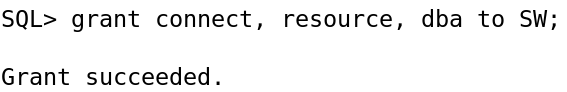 SQL> grant connect, resource, dba to SW;
Grant succeeded.